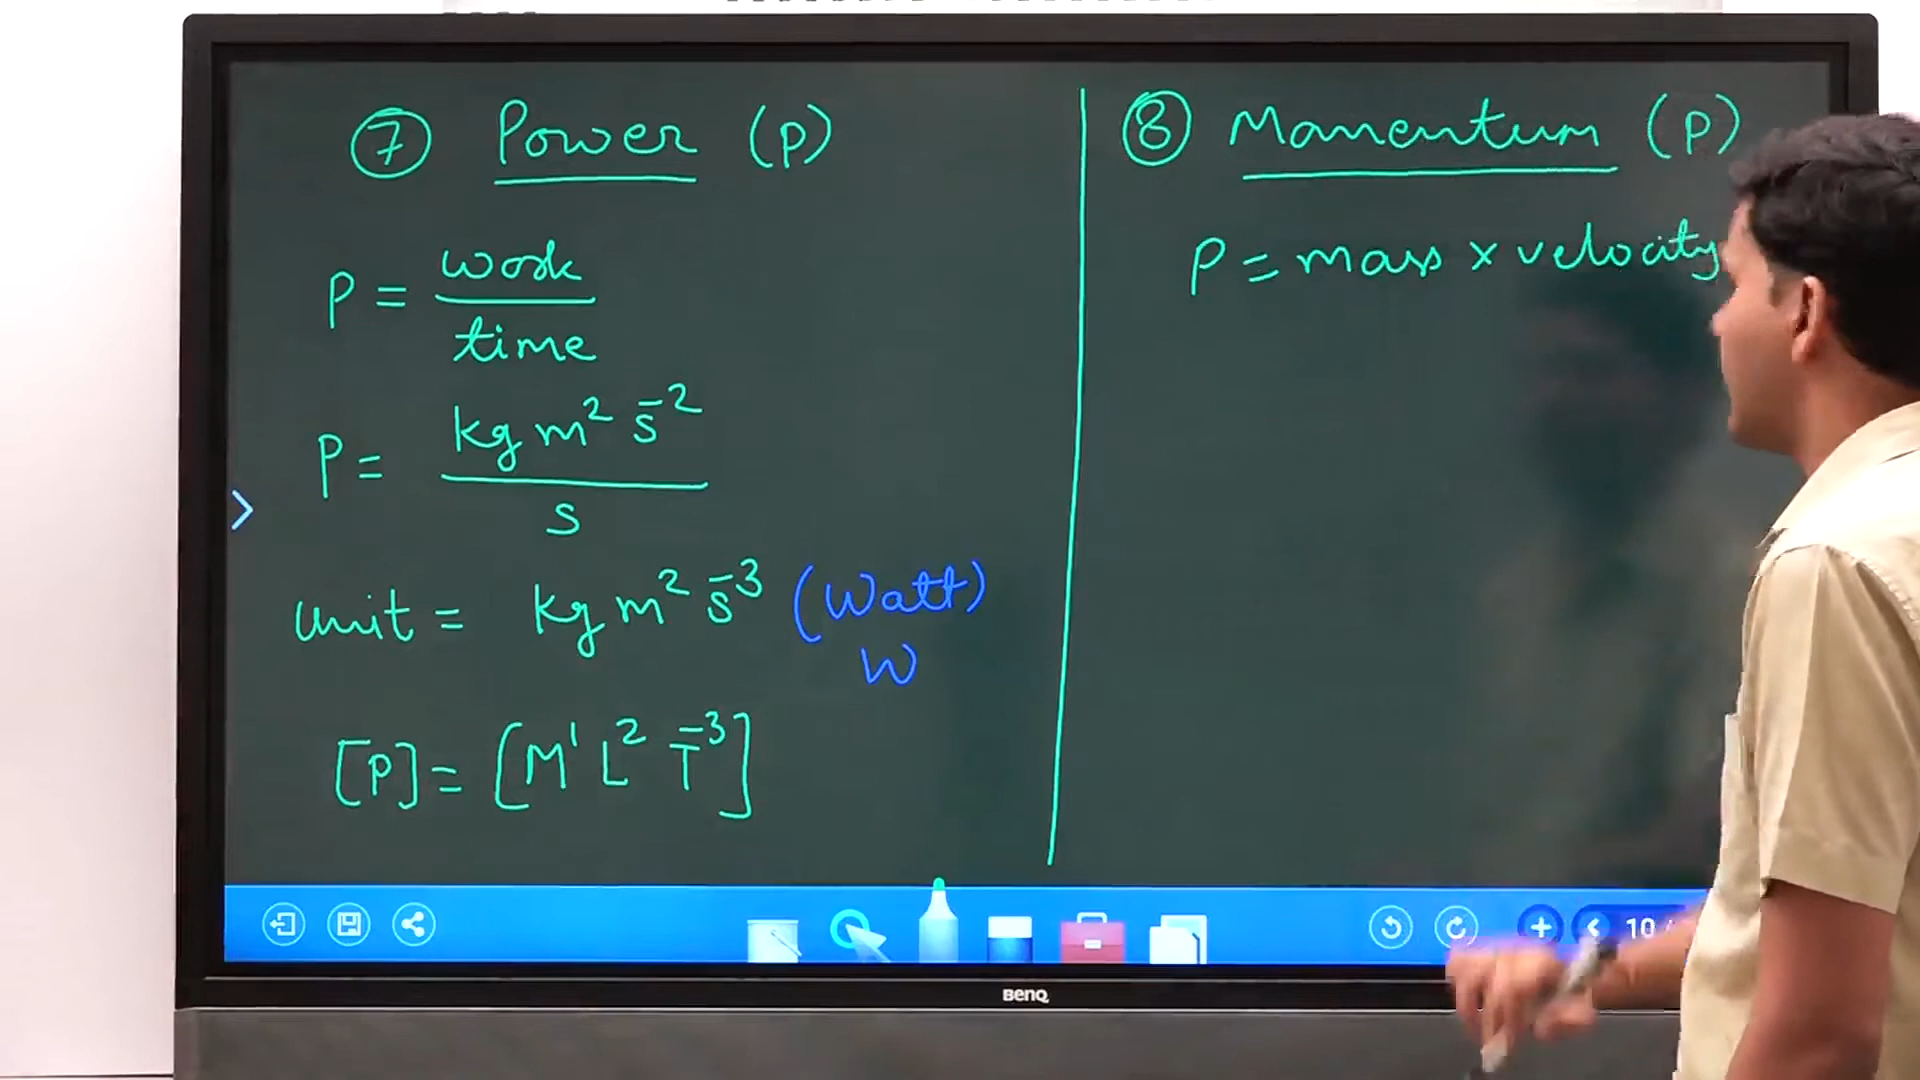 ⑦ Power (P)
P = work / time
P = kg m² s⁻² / s
unit = kg m² s⁻³ (Watt)
W
[P] = [M¹ L² T⁻³]
⑧ Momentum (P)
P = mass × velocity
10
BenQ